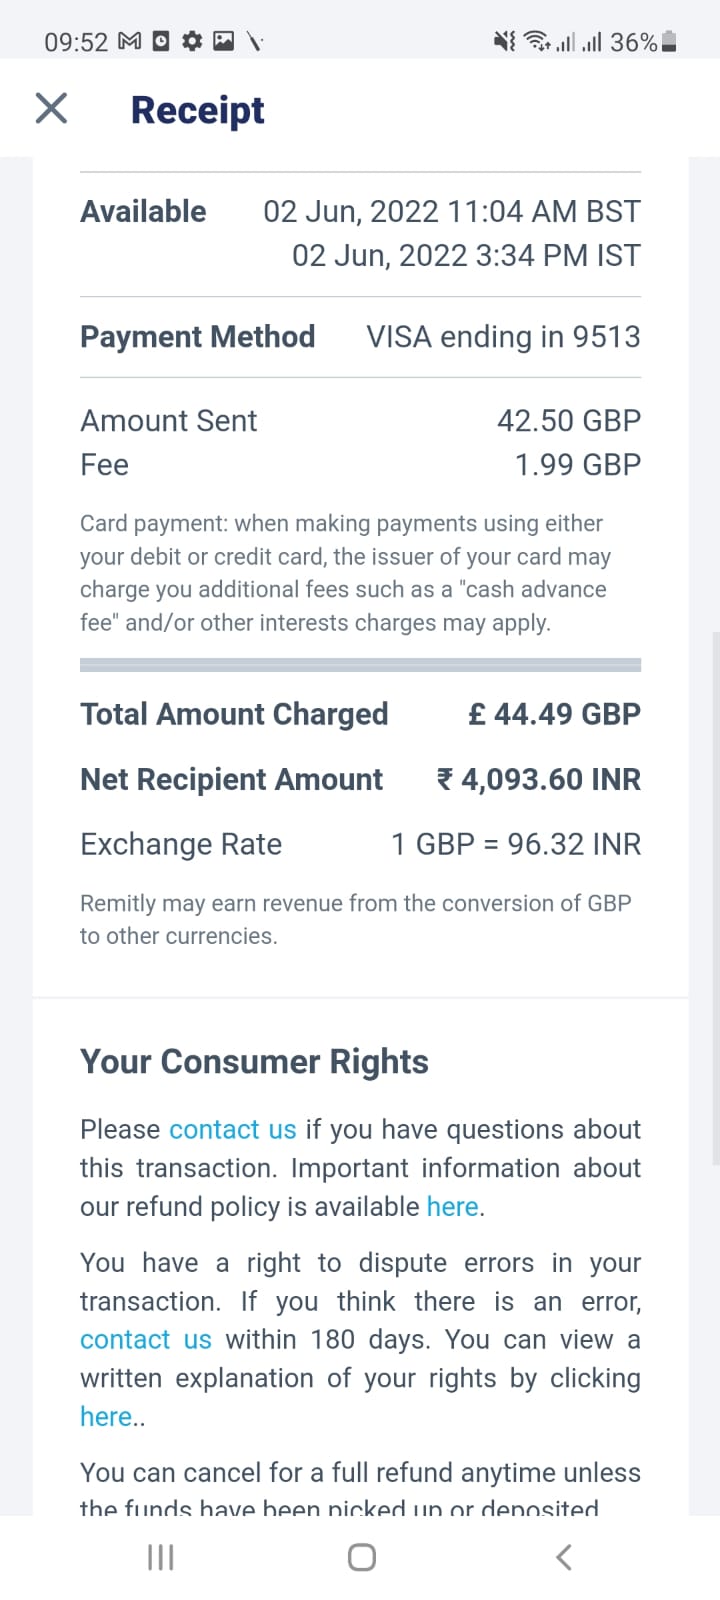 09:52
36%
Receipt
Available 02 Jun, 2022 11:04 AM BST
02 Jun, 2022 3:34 PM IST
Payment Method VISA ending in 9513
Amount Sent 42.50 GBP
Fee 1.99 GBP
Card payment: when making payments using either
your debit or credit card, the issuer of your card may
charge you additional fees such as a "cash advance
fee" and/or other interests charges may apply.
Total Amount Charged £ 44.49 GBP
Net Recipient Amount ₹ 4,093.60 INR
Exchange Rate 1 GBP = 96.32 INR
Remitly may earn revenue from the conversion of GBP
to other currencies.
Your Consumer Rights
Please contact us if you have questions about
this transaction. Important information about
our refund policy is available here.
You have a right to dispute errors in your
transaction. If you think there is an error,
contact us within 180 days. You can view a
written explanation of your rights by clicking
here..
You can cancel for a full refund anytime unless
the funds have been picked up or deposited